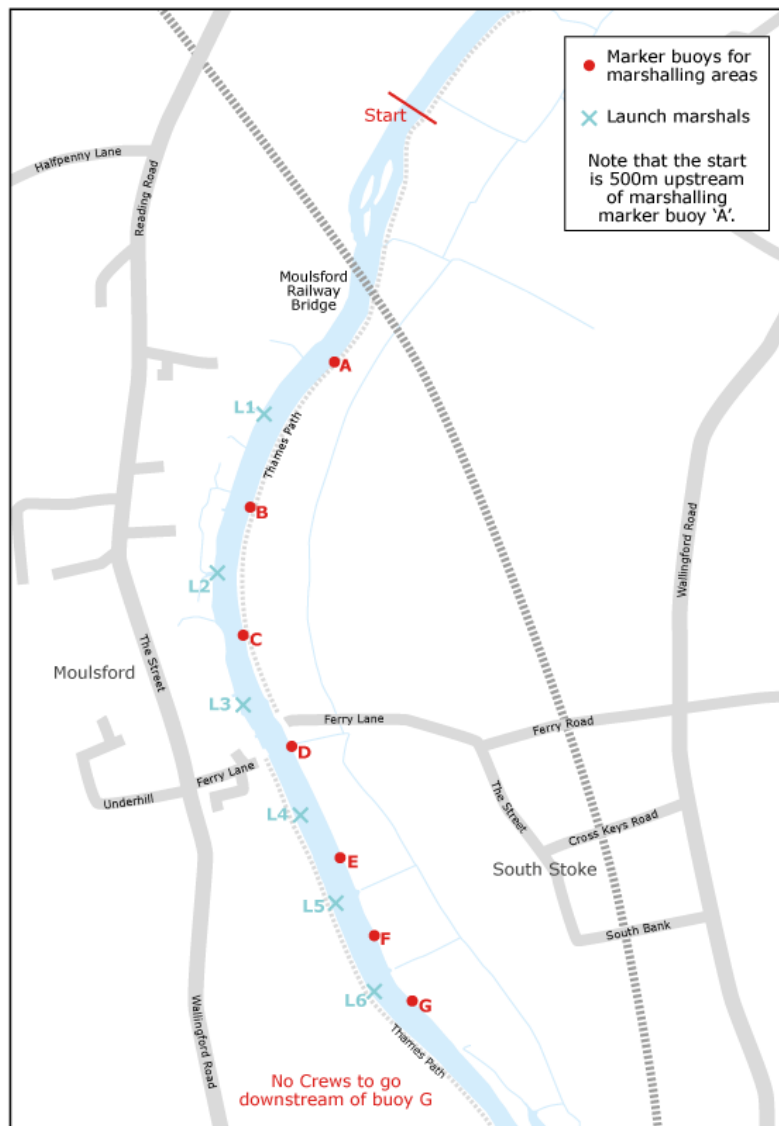 Marker buoys for
marshalling areas
Launch marshals
Note that the start
is 500m upstream
of marshalling
marker buoy ‘A’.
Start
Halfpenny Lane
Reading Road
Moulsford
Railway
Bridge
A
L1
Thames Path
B
L2
C
Wallingford Road
The Street
Moulsford
L3
Ferry Lane
Ferry Road
D
Ferry Lane
Underhill
L4
The Street
Cross Keys Road
E
South Stoke
L5
F
South Bank
L6
G
Wallingford Road
Thames Path
No Crews to go
downstream of buoy G